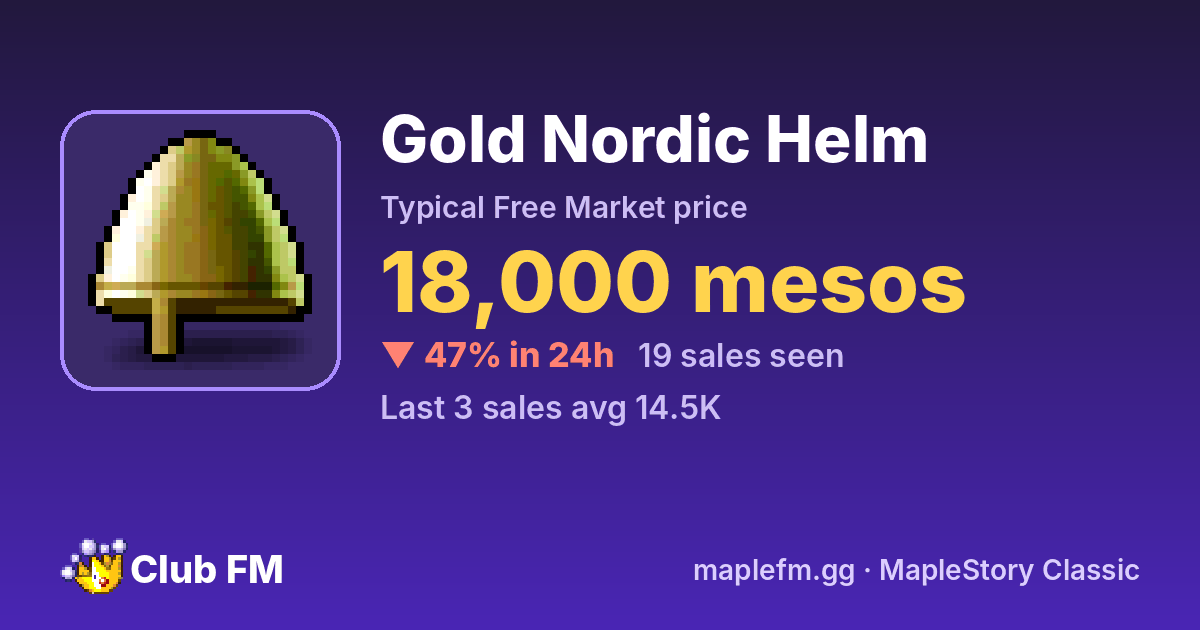 Gold Nordic Helm
Typical Free Market price
18,000 mesos
▼ 47% in 24h 19 sales seen
Last 3 sales avg 14.5K
Club FM
maplefm.gg · MapleStory Classic